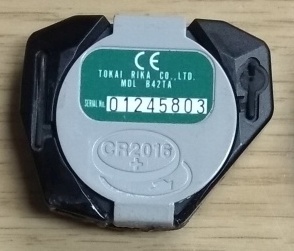 CE
TOKAI RIKA CO.,LTD.
MDL B42TA
SERIAL No. 01245803
CR2016
+